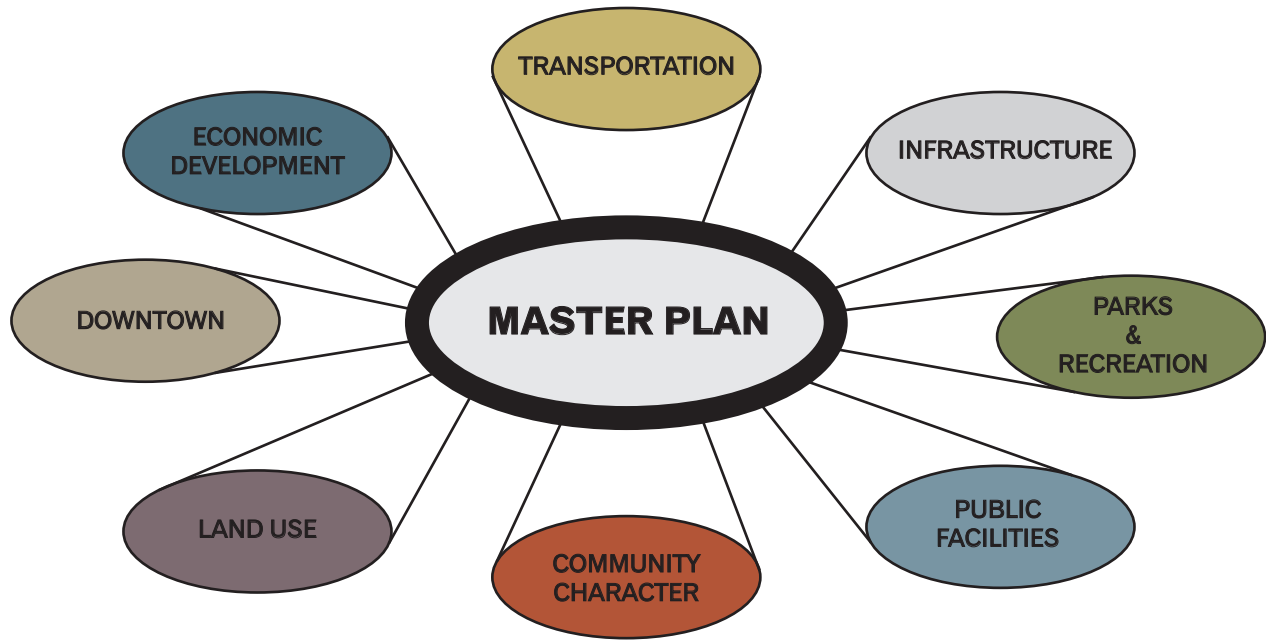 TRANSPORTATION
ECONOMIC
DEVELOPMENT
INFRASTRUCTURE
DOWNTOWN
MASTER PLAN
PARKS
&
RECREATION
LAND USE
COMMUNITY
CHARACTER
PUBLIC
FACILITIES